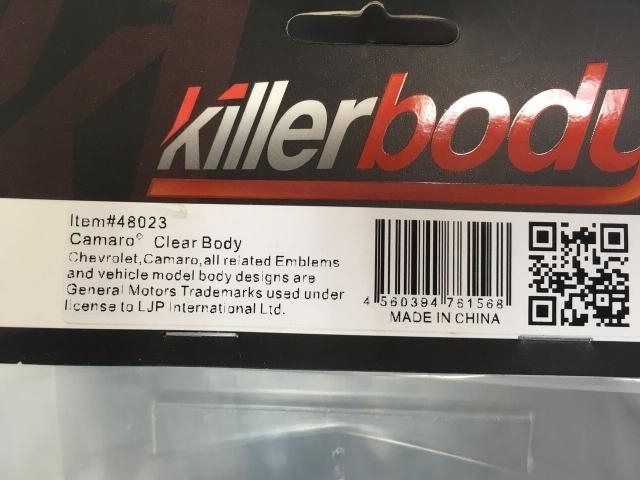 killerbody
Item#48023
Camaro® Clear Body
Chevrolet,Camaro,all related Emblems
and vehicle model body designs are
General Motors Trademarks used under
license to LJP International Ltd.
4 560394 761568
MADE IN CHINA